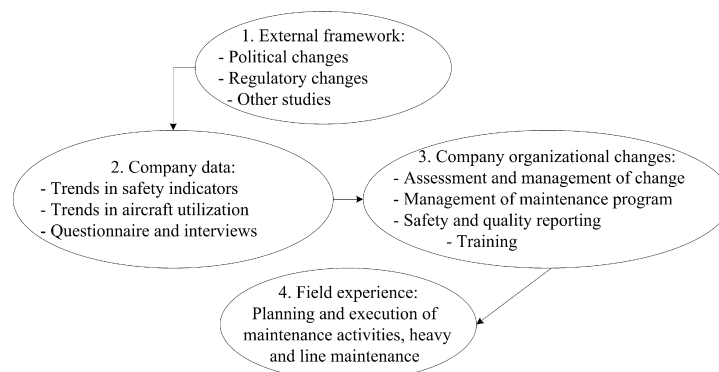 1. External framework:
- Political changes
- Regulatory changes
- Other studies
2. Company data:
- Trends in safety indicators
- Trends in aircraft utilization
- Questionnaire and interviews
3. Company organizational changes:
- Assessment and management of change
- Management of maintenance program
- Safety and quality reporting
- Training
4. Field experience:
Planning and execution of
maintenance activities, heavy
and line maintenance